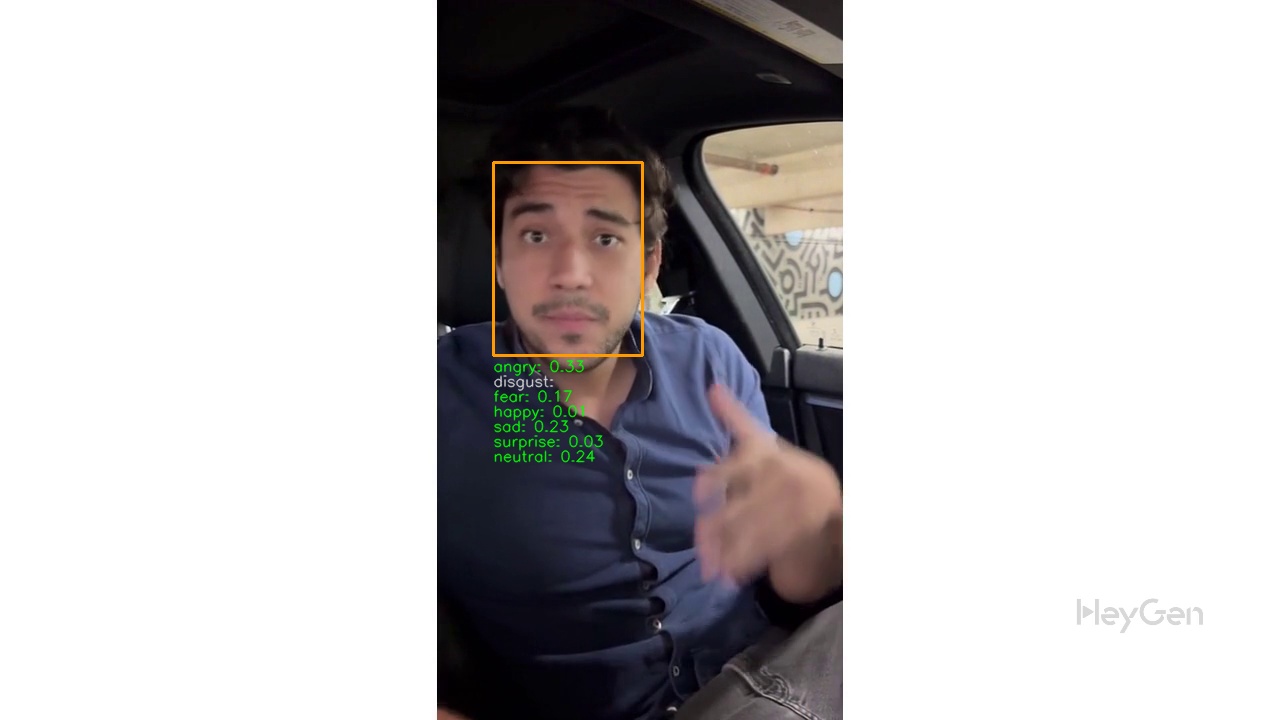 angry: 0.33
disgust:
fear: 0.17
happy: 0.01
sad: 0.23
surprise: 0.03
neutral: 0.24
HeyGen